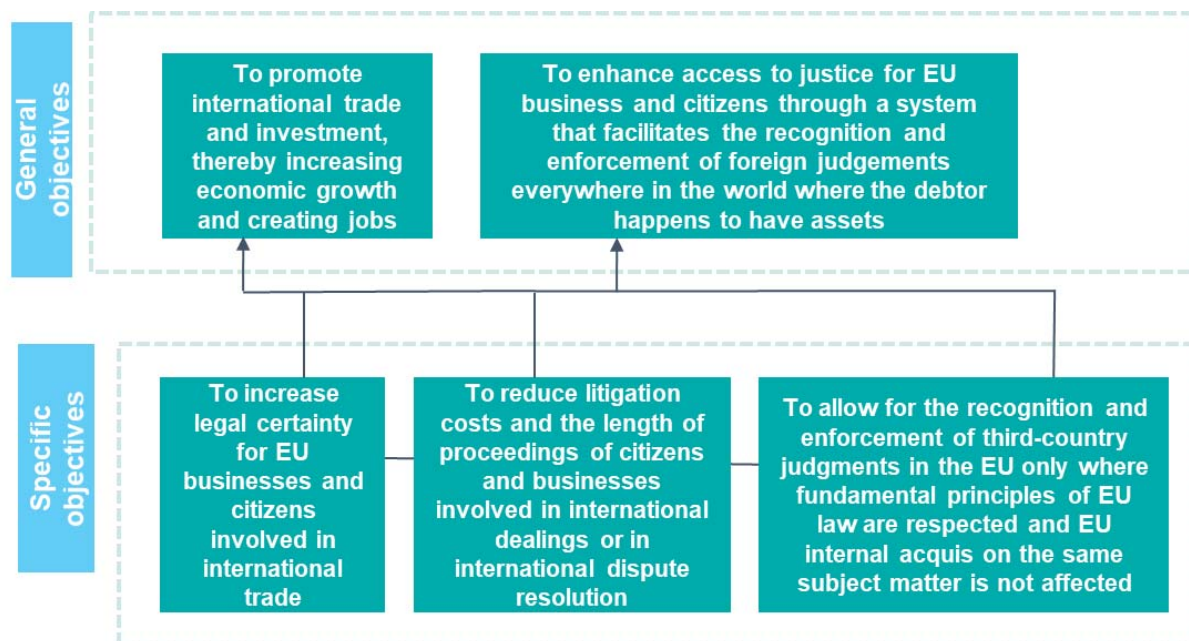 General
objectives
To promote
international trade
and investment,
thereby increasing
economic growth
and creating jobs
To enhance access to justice for EU
business and citizens through a system
that facilitates the recognition and
enforcement of foreign judgements
everywhere in the world where the debtor
happens to have assets
Specific
objectives
To increase
legal certainty
for EU
businesses and
citizens
involved in
international
trade
To reduce litigation
costs and the length of
proceedings of citizens
and businesses
involved in international
dealings or in
international dispute
resolution
To allow for the recognition and
enforcement of third-country
judgments in the EU only where
fundamental principles of EU
law are respected and EU
internal acquis on the same
subject matter is not affected